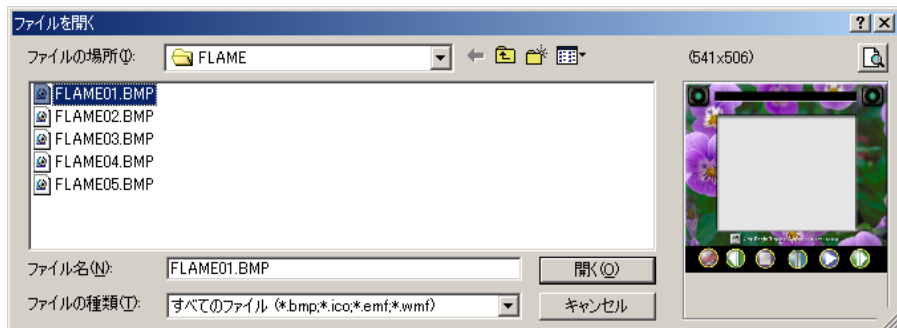 ファイルを開く
ファイルの場所(I):
FLAME
(541x506)
FLAME01.BMP
FLAME02.BMP
FLAME03.BMP
FLAME04.BMP
FLAME05.BMP
ファイル名(N):
FLAME01.BMP
開く(O)
ファイルの種類(T):
すべてのファイル (*.bmp;*.ico;*.emf;*.wmf)
キャンセル